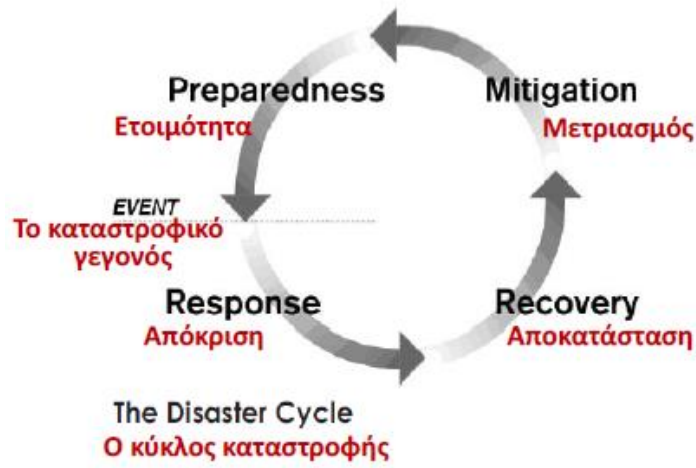 Preparedness
Ετοιμότητα
Mitigation
Μετριασμός
EVENT
Το καταστροφικό
γεγονός
Response
Απόκριση
Recovery
Αποκατάσταση
The Disaster Cycle
Ο κύκλος καταστροφής